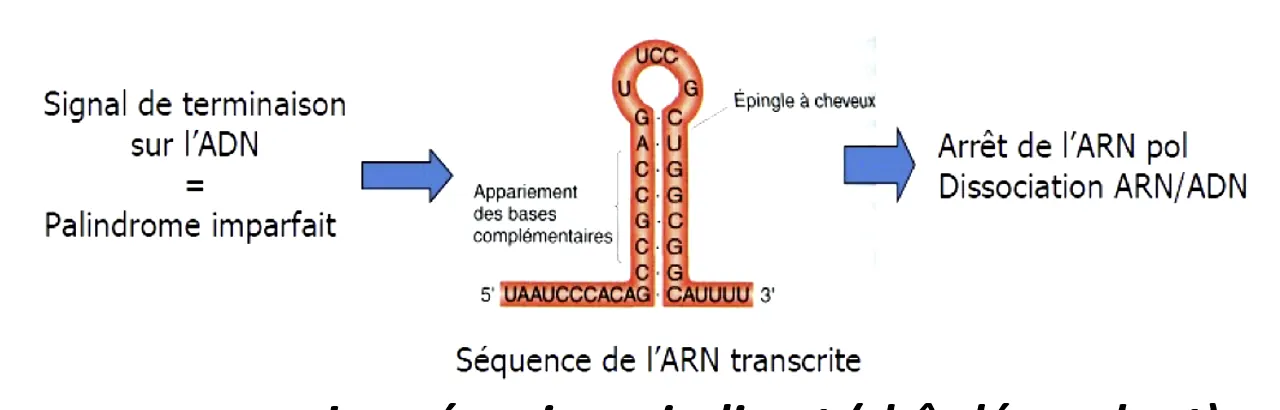 Signal de terminaison
sur l'ADN
=
Palindrome imparfait
UCC
U G
G · C
A · U
C · G
C · G
G · C
C · G
C · G
5' UAAUCCCACAG · CAUUUU 3'
Épingle à cheveux
Appariement
des bases
complémentaires
Arrêt de l'ARN pol
Dissociation ARN/ADN
Séquence de l'ARN transcrite